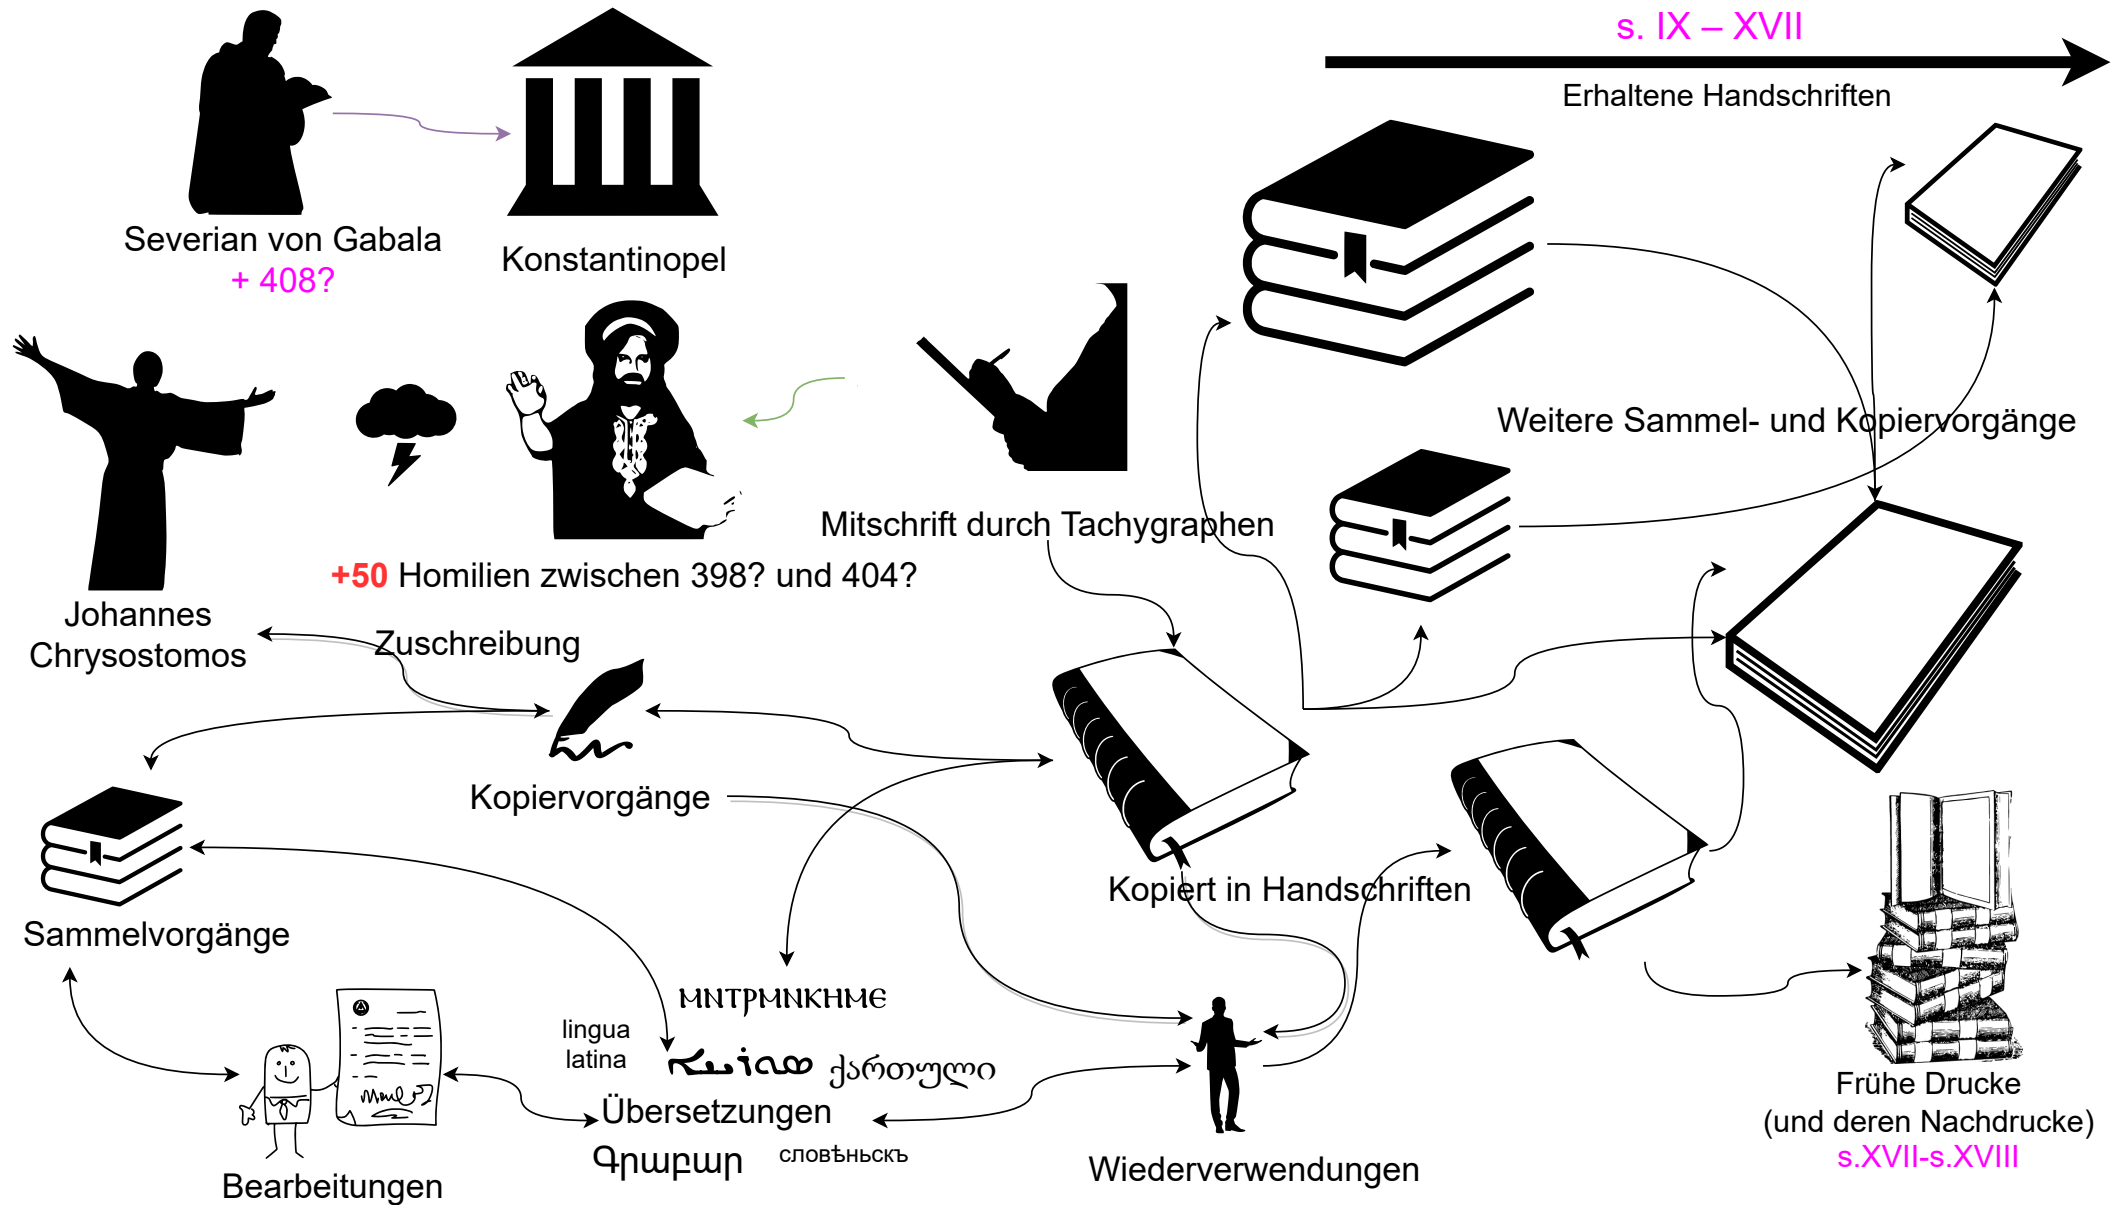 s. IX – XVII
Erhaltene Handschriften
Severian von Gabala
+ 408?
Konstantinopel
Weitere Sammel- und Kopiervorgänge
Mitschrift durch Tachygraphen
+50 Homilien zwischen 398? und 404?
Johannes
Chrysostomos
Zuschreibung
Kopiervorgänge
Kopiert in Handschriften
Sammelvorgänge
ⲙⲛⲧⲣⲙⲛⲕⲏⲙⲉ
lingua
latina
ܠܫܢܐ ܣܘܪܝܝܐ
ქართული
Übersetzungen
Գրաբար
словѣньскъ
Bearbeitungen
Wiederverwendungen
Frühe Drucke
(und deren Nachdrucke)
s.XVII-s.XVIII